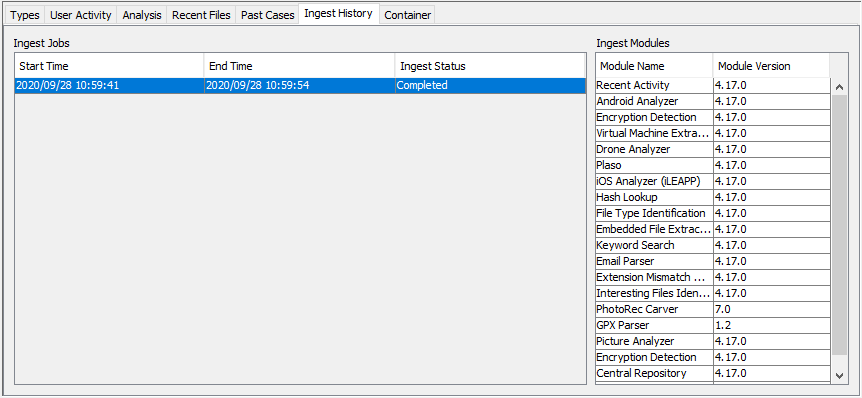 Types User Activity Analysis Recent Files Past Cases Ingest History Container
Ingest Jobs
Start Time End Time Ingest Status
2020/09/28 10:59:41 2020/09/28 10:59:54 Completed
Ingest Modules
Module Name Module Version
Recent Activity 4.17.0
Android Analyzer 4.17.0
Encryption Detection 4.17.0
Virtual Machine Extra... 4.17.0
Drone Analyzer 4.17.0
Plaso 4.17.0
iOS Analyzer (iLEAPP) 4.17.0
Hash Lookup 4.17.0
File Type Identification 4.17.0
Embedded File Extrac... 4.17.0
Keyword Search 4.17.0
Email Parser 4.17.0
Extension Mismatch ... 4.17.0
Interesting Files Iden... 4.17.0
PhotoRec Carver 7.0
GPX Parser 1.2
Picture Analyzer 4.17.0
Encryption Detection 4.17.0
Central Repository 4.17.0